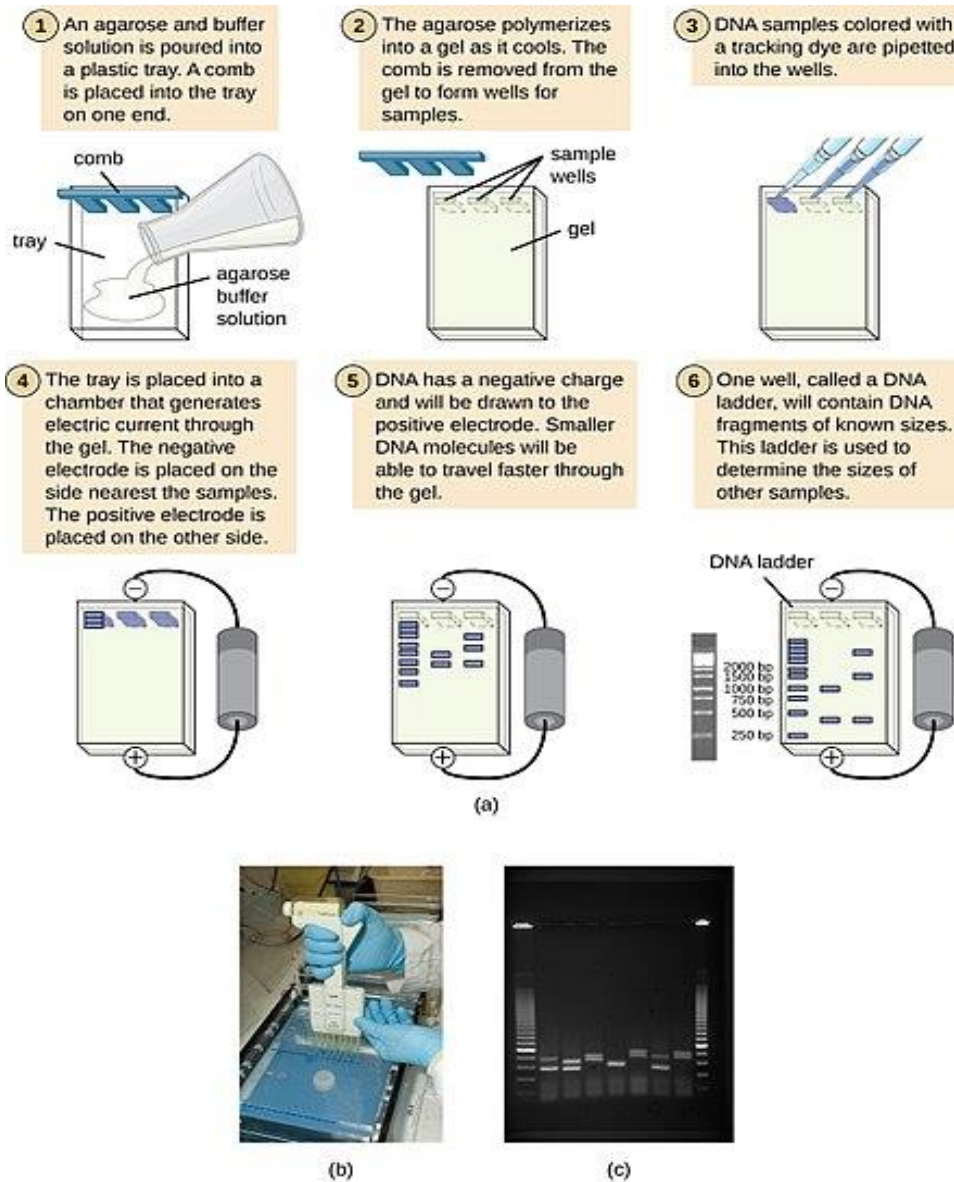 1 An agarose and buffer
solution is poured into
a plastic tray. A comb
is placed into the tray
on one end.
2 The agarose polymerizes
into a gel as it cools. The
comb is removed from the
gel to form wells for
samples.
3 DNA samples colored with
a tracking dye are pipetted
into the wells.
comb
tray
agarose
buffer
solution
sample
wells
gel
4 The tray is placed into a
chamber that generates
electric current through
the gel. The negative
electrode is placed on the
side nearest the samples.
The positive electrode is
placed on the other side.
5 DNA has a negative charge
and will be drawn to the
positive electrode. Smaller
DNA molecules will be
able to travel faster through
the gel.
6 One well, called a DNA
ladder, will contain DNA
fragments of known sizes.
This ladder is used to
determine the sizes of
other samples.
−
+
−
+
DNA ladder
−
2000 bp
1500 bp
1000 bp
750 bp
500 bp
250 bp
+
(a)
(b)
(c)